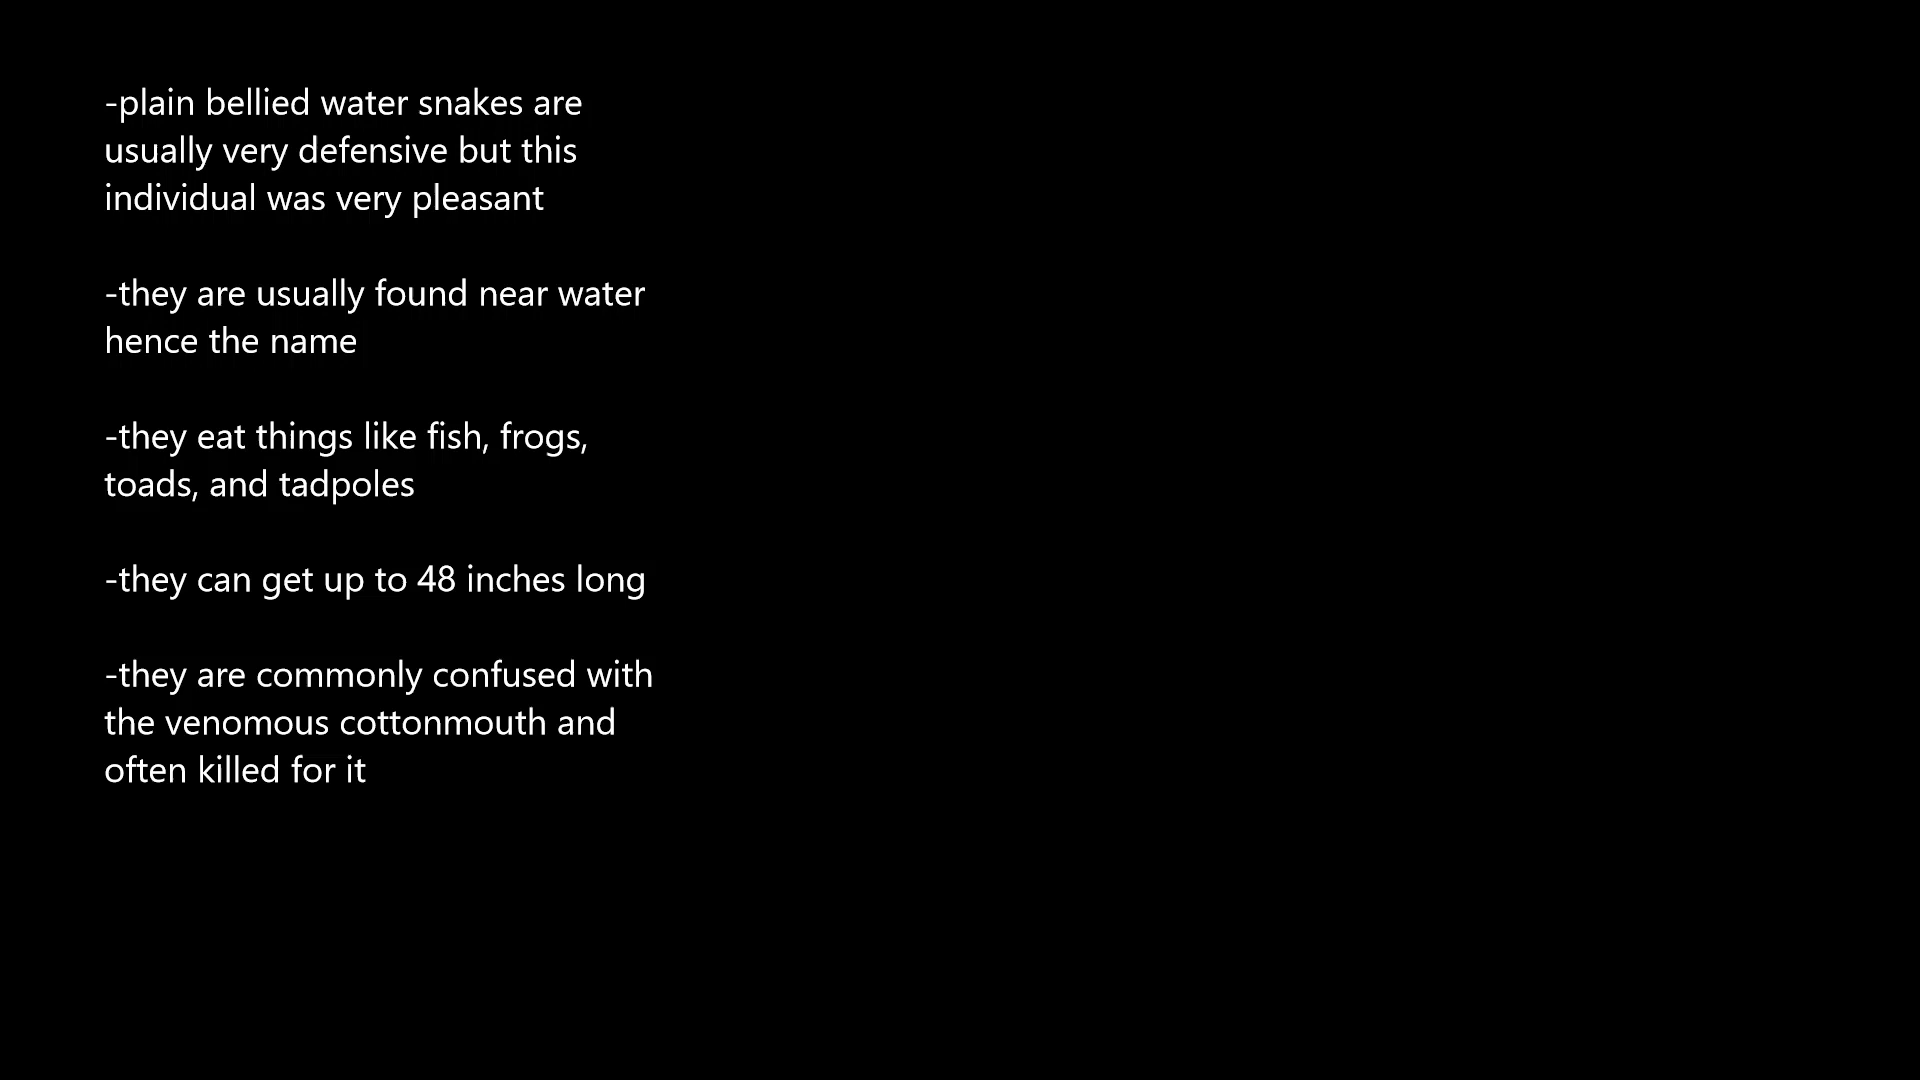 -plain bellied water snakes are
usually very defensive but this
individual was very pleasant
-they are usually found near water
hence the name
-they eat things like fish, frogs,
toads, and tadpoles
-they can get up to 48 inches long
-they are commonly confused with
the venomous cottonmouth and
often killed for it